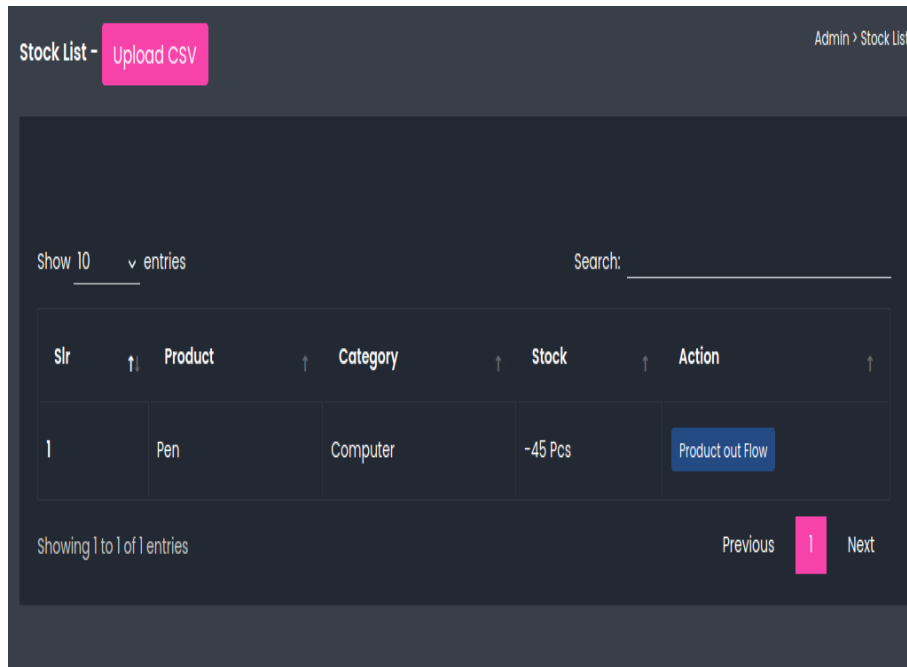 Stock List - Upload CSV
Admin > Stock List
Show 10 entries
Search:
Slr Product Category Stock Action
1 Pen Computer -45 Pcs Product out Flow
Showing 1 to 1 of 1 entries
Previous 1 Next